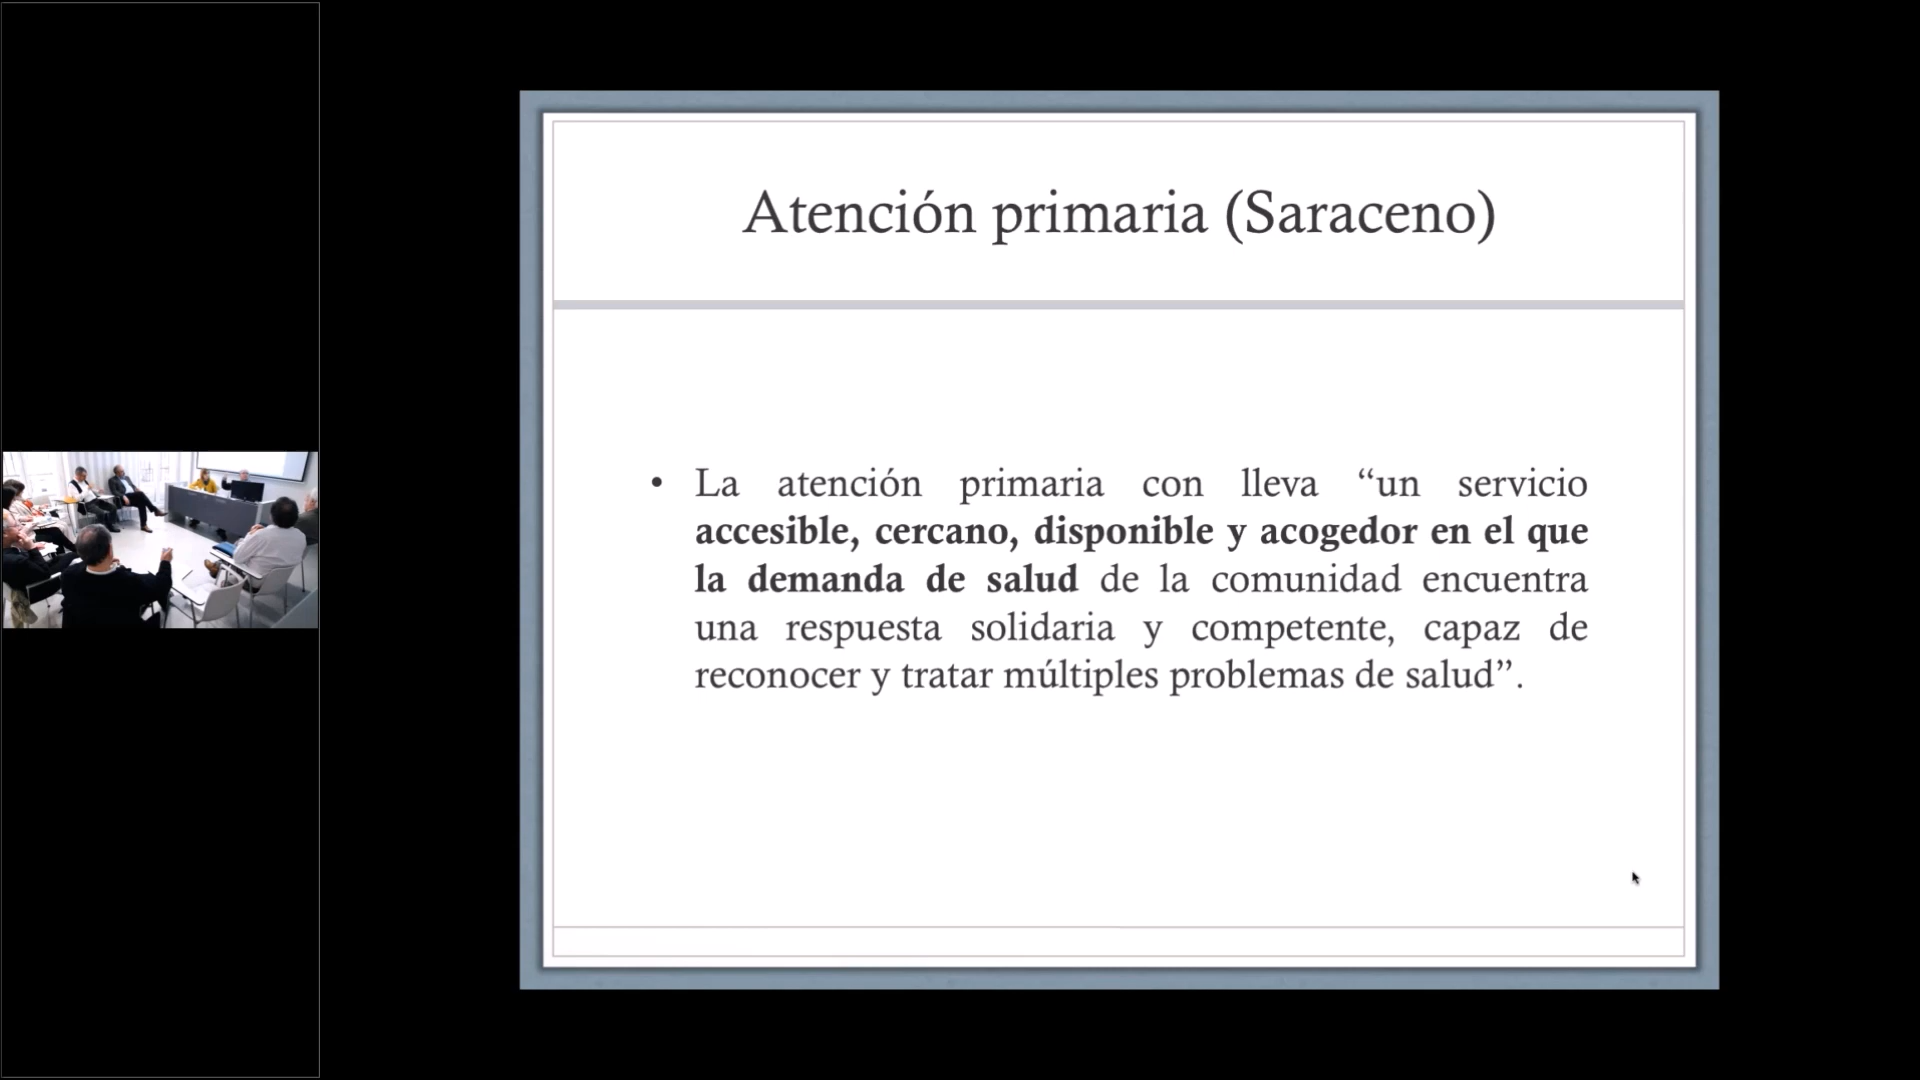 Atención primaria (Saraceno)
• La atención primaria con lleva “un servicio
accesible, cercano, disponible y acogedor en el que
la demanda de salud de la comunidad encuentra
una respuesta solidaria y competente, capaz de
reconocer y tratar múltiples problemas de salud”.